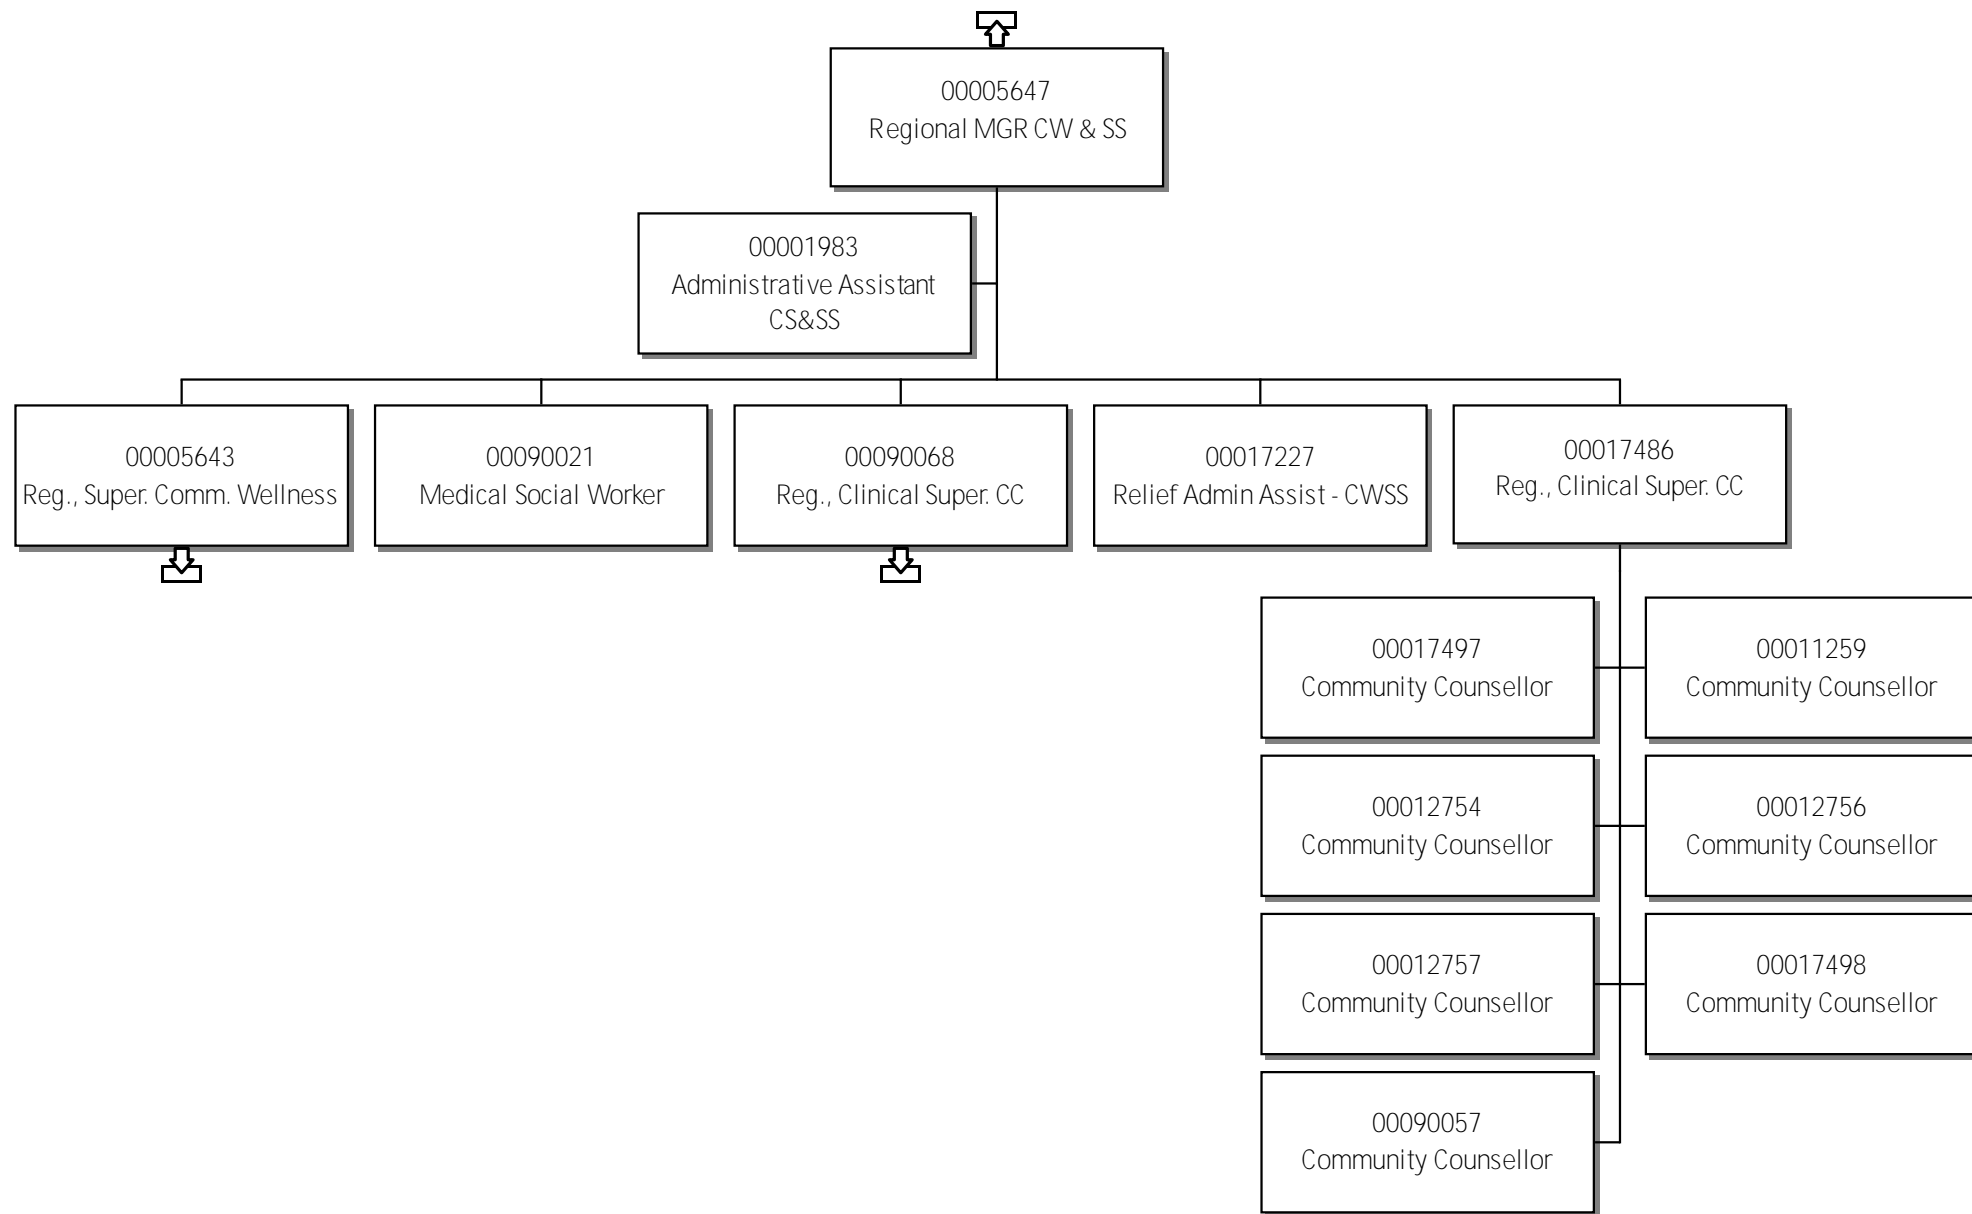 00005647
Regional MGR CW & SS
00001983
Administrative Assistant
CS&SS
00005643
Reg., Super. Comm. Wellness
00090021
Medical Social Worker
00090068
Reg., Clinical Super. CC
00017227
Relief Admin Assist - CWSS
00017486
Reg., Clinical Super. CC
00017497
Community Counsellor
00011259
Community Counsellor
00012754
Community Counsellor
00012756
Community Counsellor
00012757
Community Counsellor
00017498
Community Counsellor
00090057
Community Counsellor